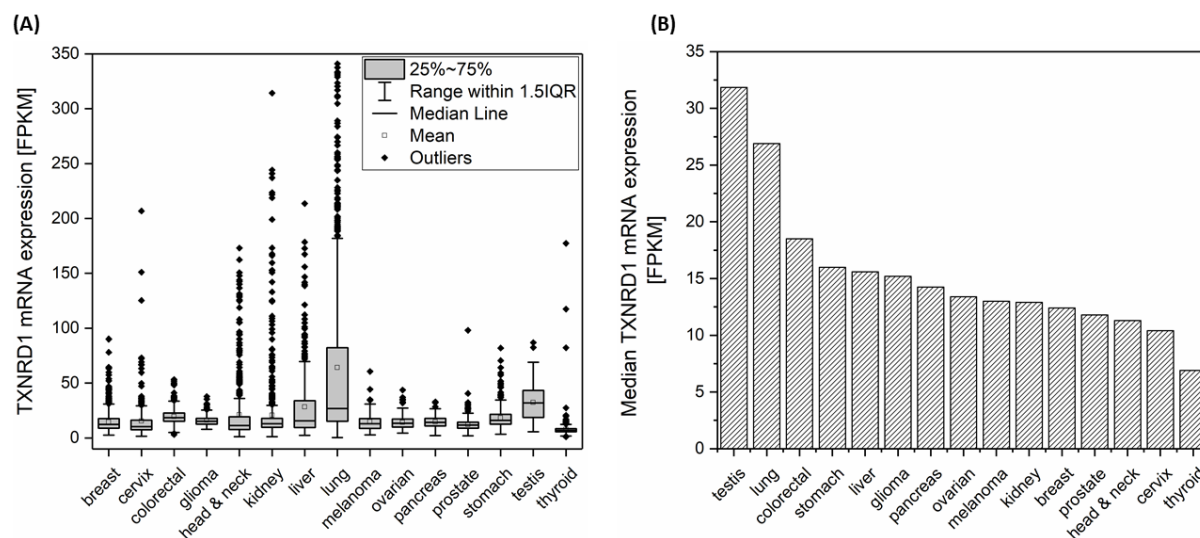 (A)
TXNRD1 mRNA expression [FPKM]
350
300
250
200
150
100
50
0
25%~75%
Range within 1.5IQR
Median Line
Mean
Outliers
breast
cervix
colorectal
glioma
head & neck
kidney
liver
lung
melanoma
ovarian
pancreas
prostate
stomach
testis
thyroid
(B)
Median TXNRD1 mRNA expression
[FPKM]
35
30
25
20
15
10
5
0
testis
lung
colorectal
stomach
liver
glioma
pancreas
ovarian
melanoma
kidney
breast
prostate
head & neck
cervix
thyroid